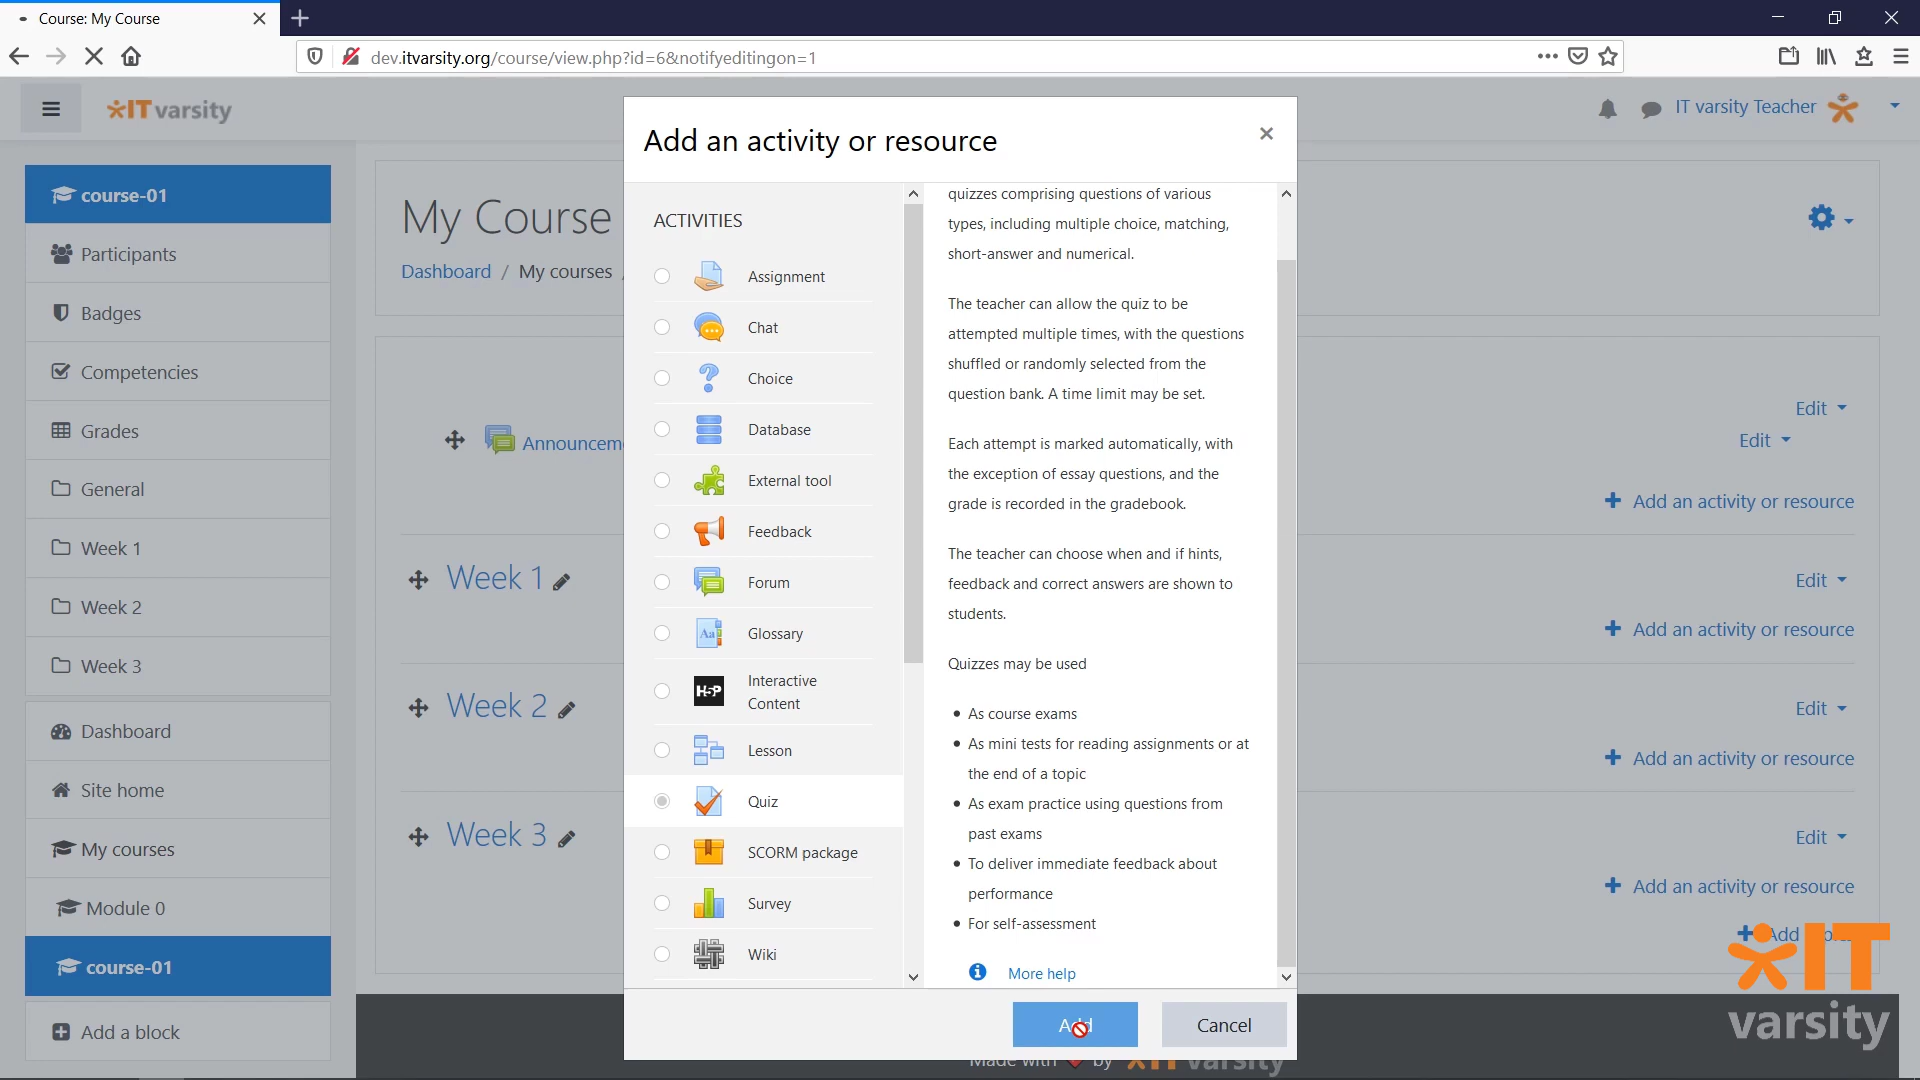 Course: My Course
dev.itvarsity.org/course/view.php?id=6&notifyeditingon=1
IT varsity
IT varsity Teacher
course-01
Participants
Badges
Competencies
Grades
General
Week 1
Week 2
Week 3
Dashboard
Site home
My courses
Module 0
course-01
Add a block
My Course
Dashboard / My courses /
Announcem
Edit
Edit
Add an activity or resource
Week 1
Edit
Add an activity or resource
Week 2
Edit
Add an activity or resource
Week 3
Edit
Add an activity or resource
Add
Add an activity or resource
ACTIVITIES
Assignment
Chat
Choice
Database
External tool
Feedback
Forum
Aa
Glossary
H5P
Interactive
Content
Lesson
Quiz
SCORM package
Survey
Wiki
quizzes comprising questions of various
types, including multiple choice, matching,
short-answer and numerical.
The teacher can allow the quiz to be
attempted multiple times, with the questions
shuffled or randomly selected from the
question bank. A time limit may be set.
Each attempt is marked automatically, with
the exception of essay questions, and the
grade is recorded in the gradebook.
The teacher can choose when and if hints,
feedback and correct answers are shown to
students.
Quizzes may be used
As course exams
As mini tests for reading assignments or at
the end of a topic
As exam practice using questions from
past exams
To deliver immediate feedback about
performance
For self-assessment
More help
Add
Cancel
Made with by IT varsity
IT
varsity